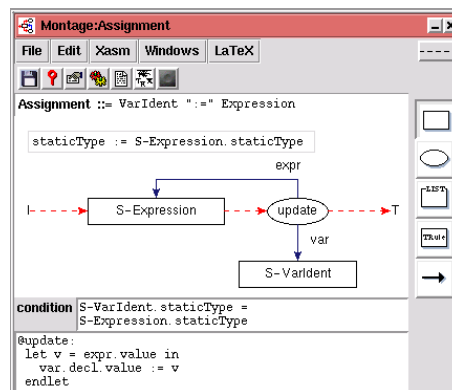 Montage:Assignment
File Edit Xasm Windows LaTeX
Assignment ::= VarIdent ":=" Expression
staticType := S-Expression.staticType
expr
I S-Expression update T
var
S-VarIdent
LIST
TRule
condition S-VarIdent.staticType =
S-Expression.staticType
@update:
let v = expr.value in
var.decl.value := v
endlet